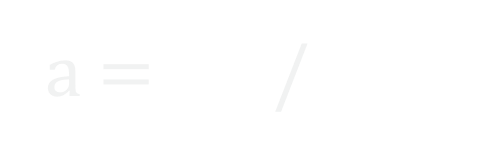 a = /